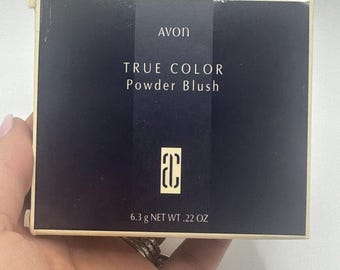 AVON
TRUE COLOR
Powder Blush
6.3 g NET WT .22 OZ